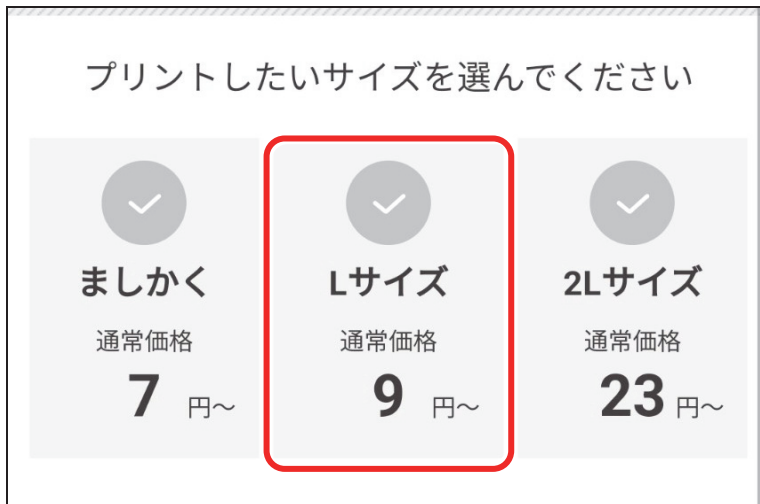 プリントしたいサイズを選んでください
ましかく
通常価格
7 円～
Lサイズ
通常価格
9 円～
2Lサイズ
通常価格
23 円～